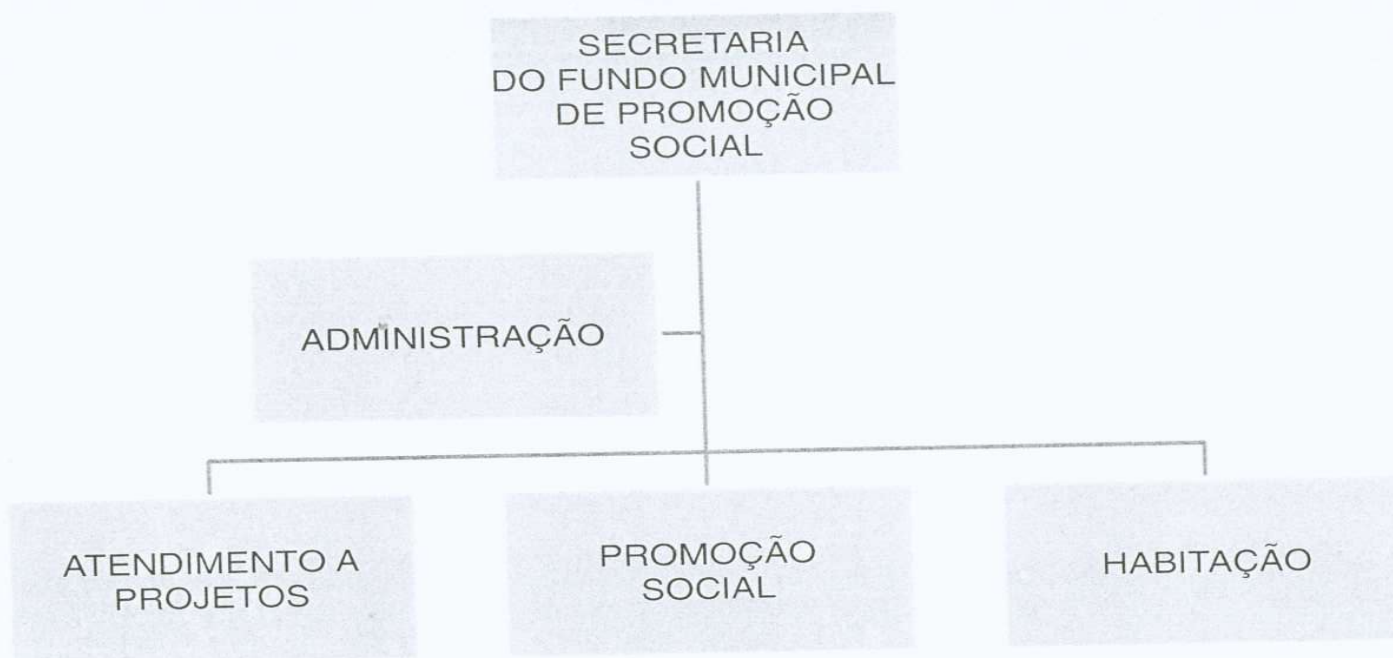 SECRETARIA
DO FUNDO MUNICIPAL
DE PROMOÇÃO
SOCIAL
ADMINISTRAÇÃO
ATENDIMENTO A
PROJETOS
PROMOÇÃO
SOCIAL
HABITAÇÃO